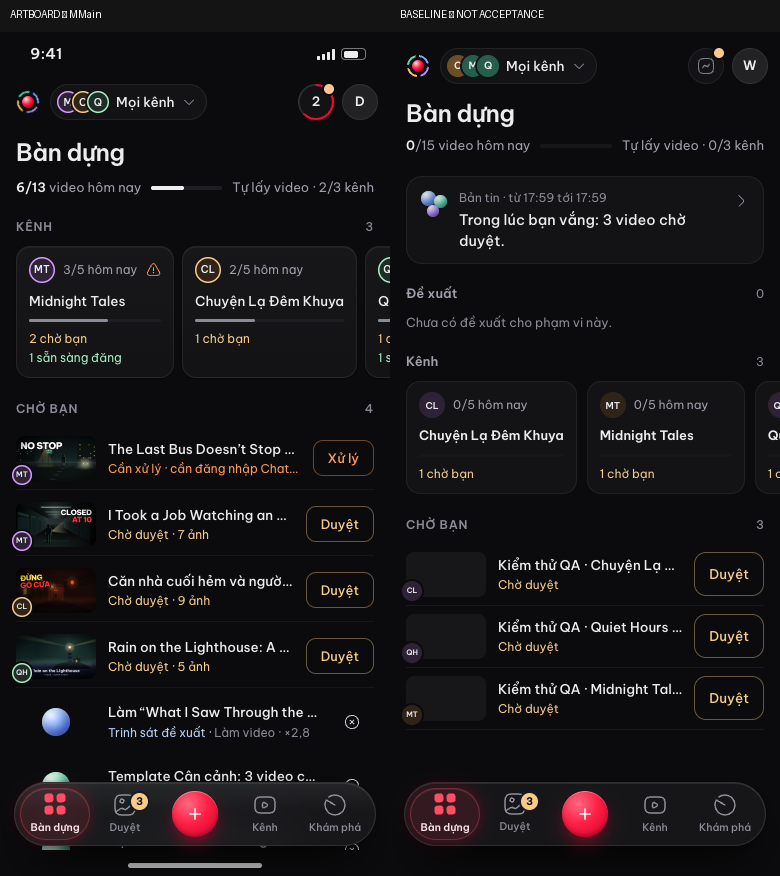 ARTBOARD MMain
9:41
M C Q Mọi kênh
2
D
Bàn dựng
6/13 video hôm nay
Tự lấy video · 2/3 kênh
KÊNH
3
MT 3/5 hôm nay
Midnight Tales
2 chờ bạn
1 sẵn sàng đăng
CL 2/5 hôm nay
Chuyện Lạ Đêm Khuya
1 chờ bạn
CHỜ BẠN
4
NO STOP
MT
The Last Bus Doesn’t Stop ...
Cần xử lý · cần đăng nhập Chat...
Xử lý
CLOSED
AT 10
MT
I Took a Job Watching an ...
Chờ duyệt · 7 ảnh
Duyệt
ĐỪNG
GÕ CỬA
CL
Căn nhà cuối hẻm và ngườ...
Chờ duyệt · 9 ảnh
Duyệt
Rain on the Lighthouse
QH
Rain on the Lighthouse: A ...
Chờ duyệt · 5 ảnh
Duyệt
Làm “What I Saw Through the ...
Trinh sát đề xuất · Làm video · ×2,8
Template Cận cảnh: 3 video c...
Bàn dựng
3
Duyệt
Kênh
Khám phá
BASELINE NOT ACCEPTANCE
C M Q Mọi kênh
W
Bàn dựng
0/15 video hôm nay
Tự lấy video · 0/3 kênh
Bản tin · từ 17:59 tới 17:59
Trong lúc bạn vắng: 3 video chờ
duyệt.
Đề xuất
0
Chưa có đề xuất cho phạm vi này.
Kênh
3
CL 0/5 hôm nay
Chuyện Lạ Đêm Khuya
1 chờ bạn
MT 0/5 hôm nay
Midnight Tales
1 chờ bạn
CHỜ BẠN
3
CL
Kiểm thử QA · Chuyện Lạ ...
Chờ duyệt
Duyệt
QH
Kiểm thử QA · Quiet Hours ...
Chờ duyệt
Duyệt
MT
Kiểm thử QA · Midnight Tal...
Chờ duyệt
Duyệt
Bàn dựng
3
Duyệt
Kênh
Khám phá